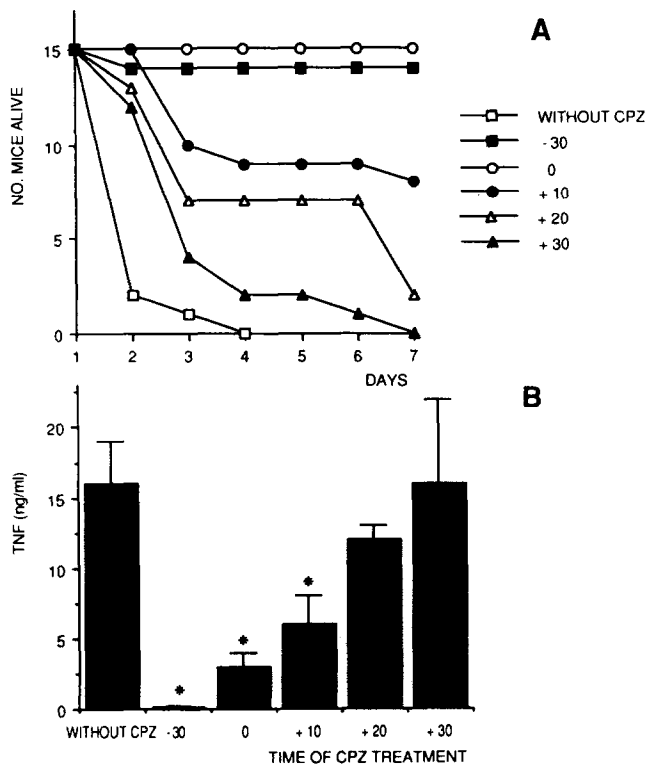 A
NO. MICE ALIVE
15
10
5
0
1 2 3 4 5 6 7
DAYS
WITHOUT CPZ
- 30
0
+ 10
+ 20
+ 30
B
TNF (ng/ml)
20
15
10
5
0
* * *
WITHOUT CPZ -30 0 + 10 + 20 + 30
TIME OF CPZ TREATMENT